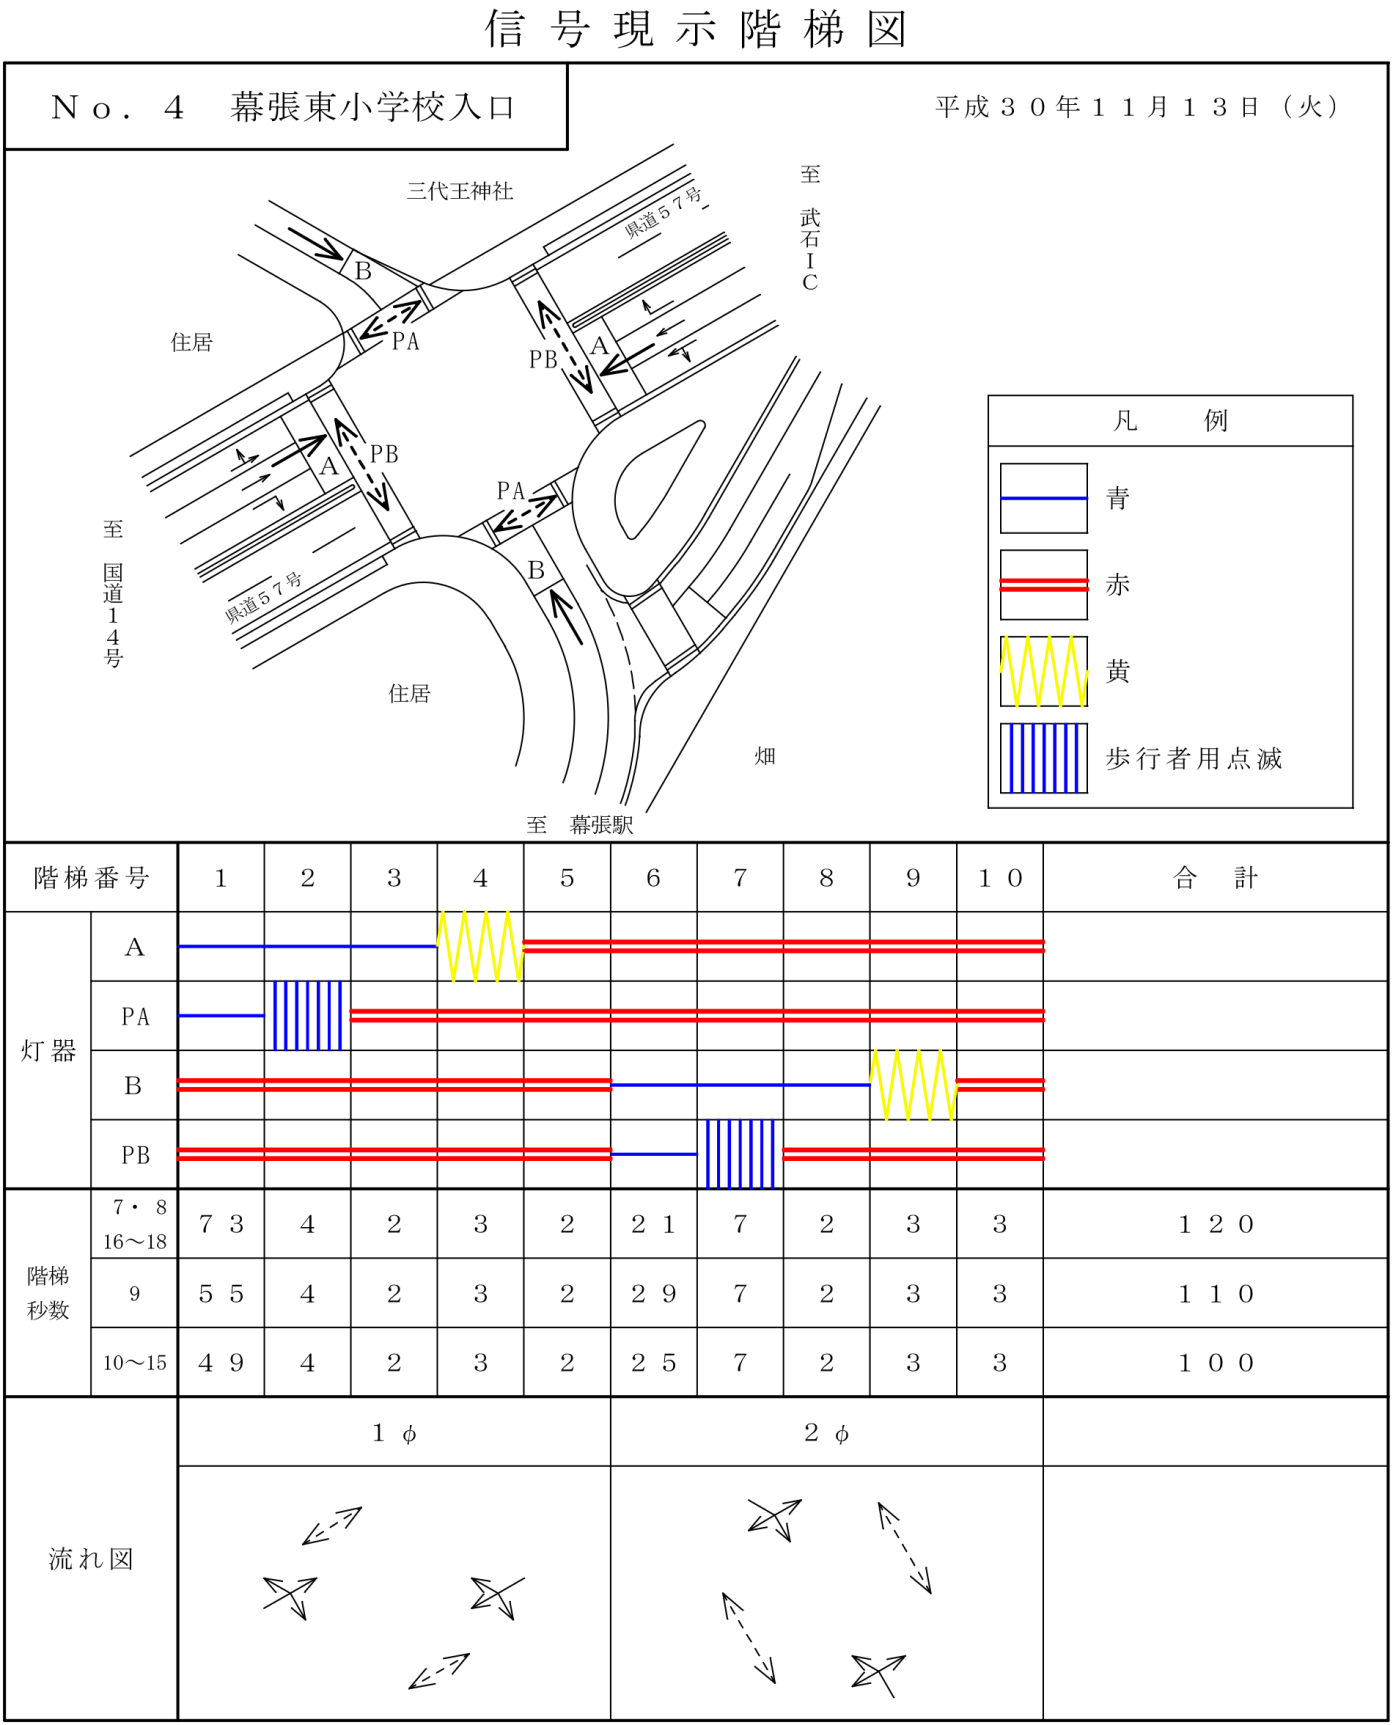 信号現示階梯図
No．４　幕張東小学校入口
平成３０年１１月１３日（火）
三代王神社
県道５７号
至　武石ＩＣ
B
PA
住居
PB
A
PB
A
PA
B
至　国道１４号
県道５７号
住居
畑
至　幕張駅
凡　例
青
赤
黄
歩行者用点滅
階梯番号 1 2 3 4 5 6 7 8 9 10 合計
灯器
A
PA
B
PB
階梯秒数
7・8 16～18 73 4 2 3 2 21 7 2 3 3 120
9 55 4 2 3 2 29 7 2 3 3 110
10～15 49 4 2 3 2 25 7 2 3 3 100
1φ 2φ
流れ図